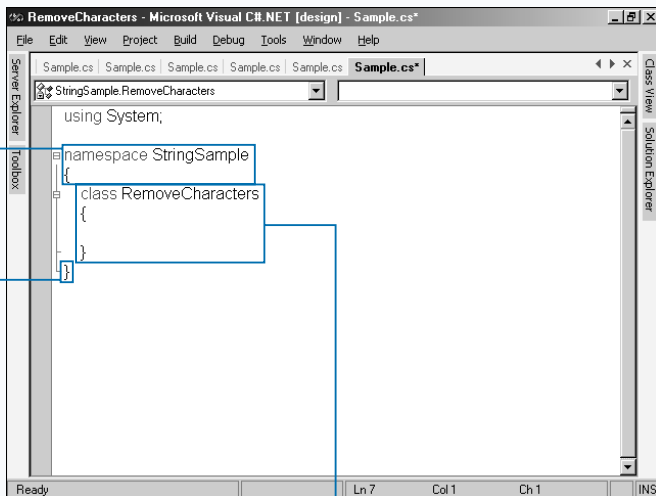 RemoveCharacters - Microsoft Visual C#.NET [design] - Sample.cs*
File Edit View Project Build Debug Tools Window Help
Sample.cs Sample.cs Sample.cs Sample.cs Sample.cs Sample.cs*
StringSample.RemoveCharacters
Server Explorer
Toolbox
Class View
Solution Explorer
using System;
namespace StringSample
{
class RemoveCharacters
{
}
}
Ready Ln 7 Col 1 Ch 1 INS